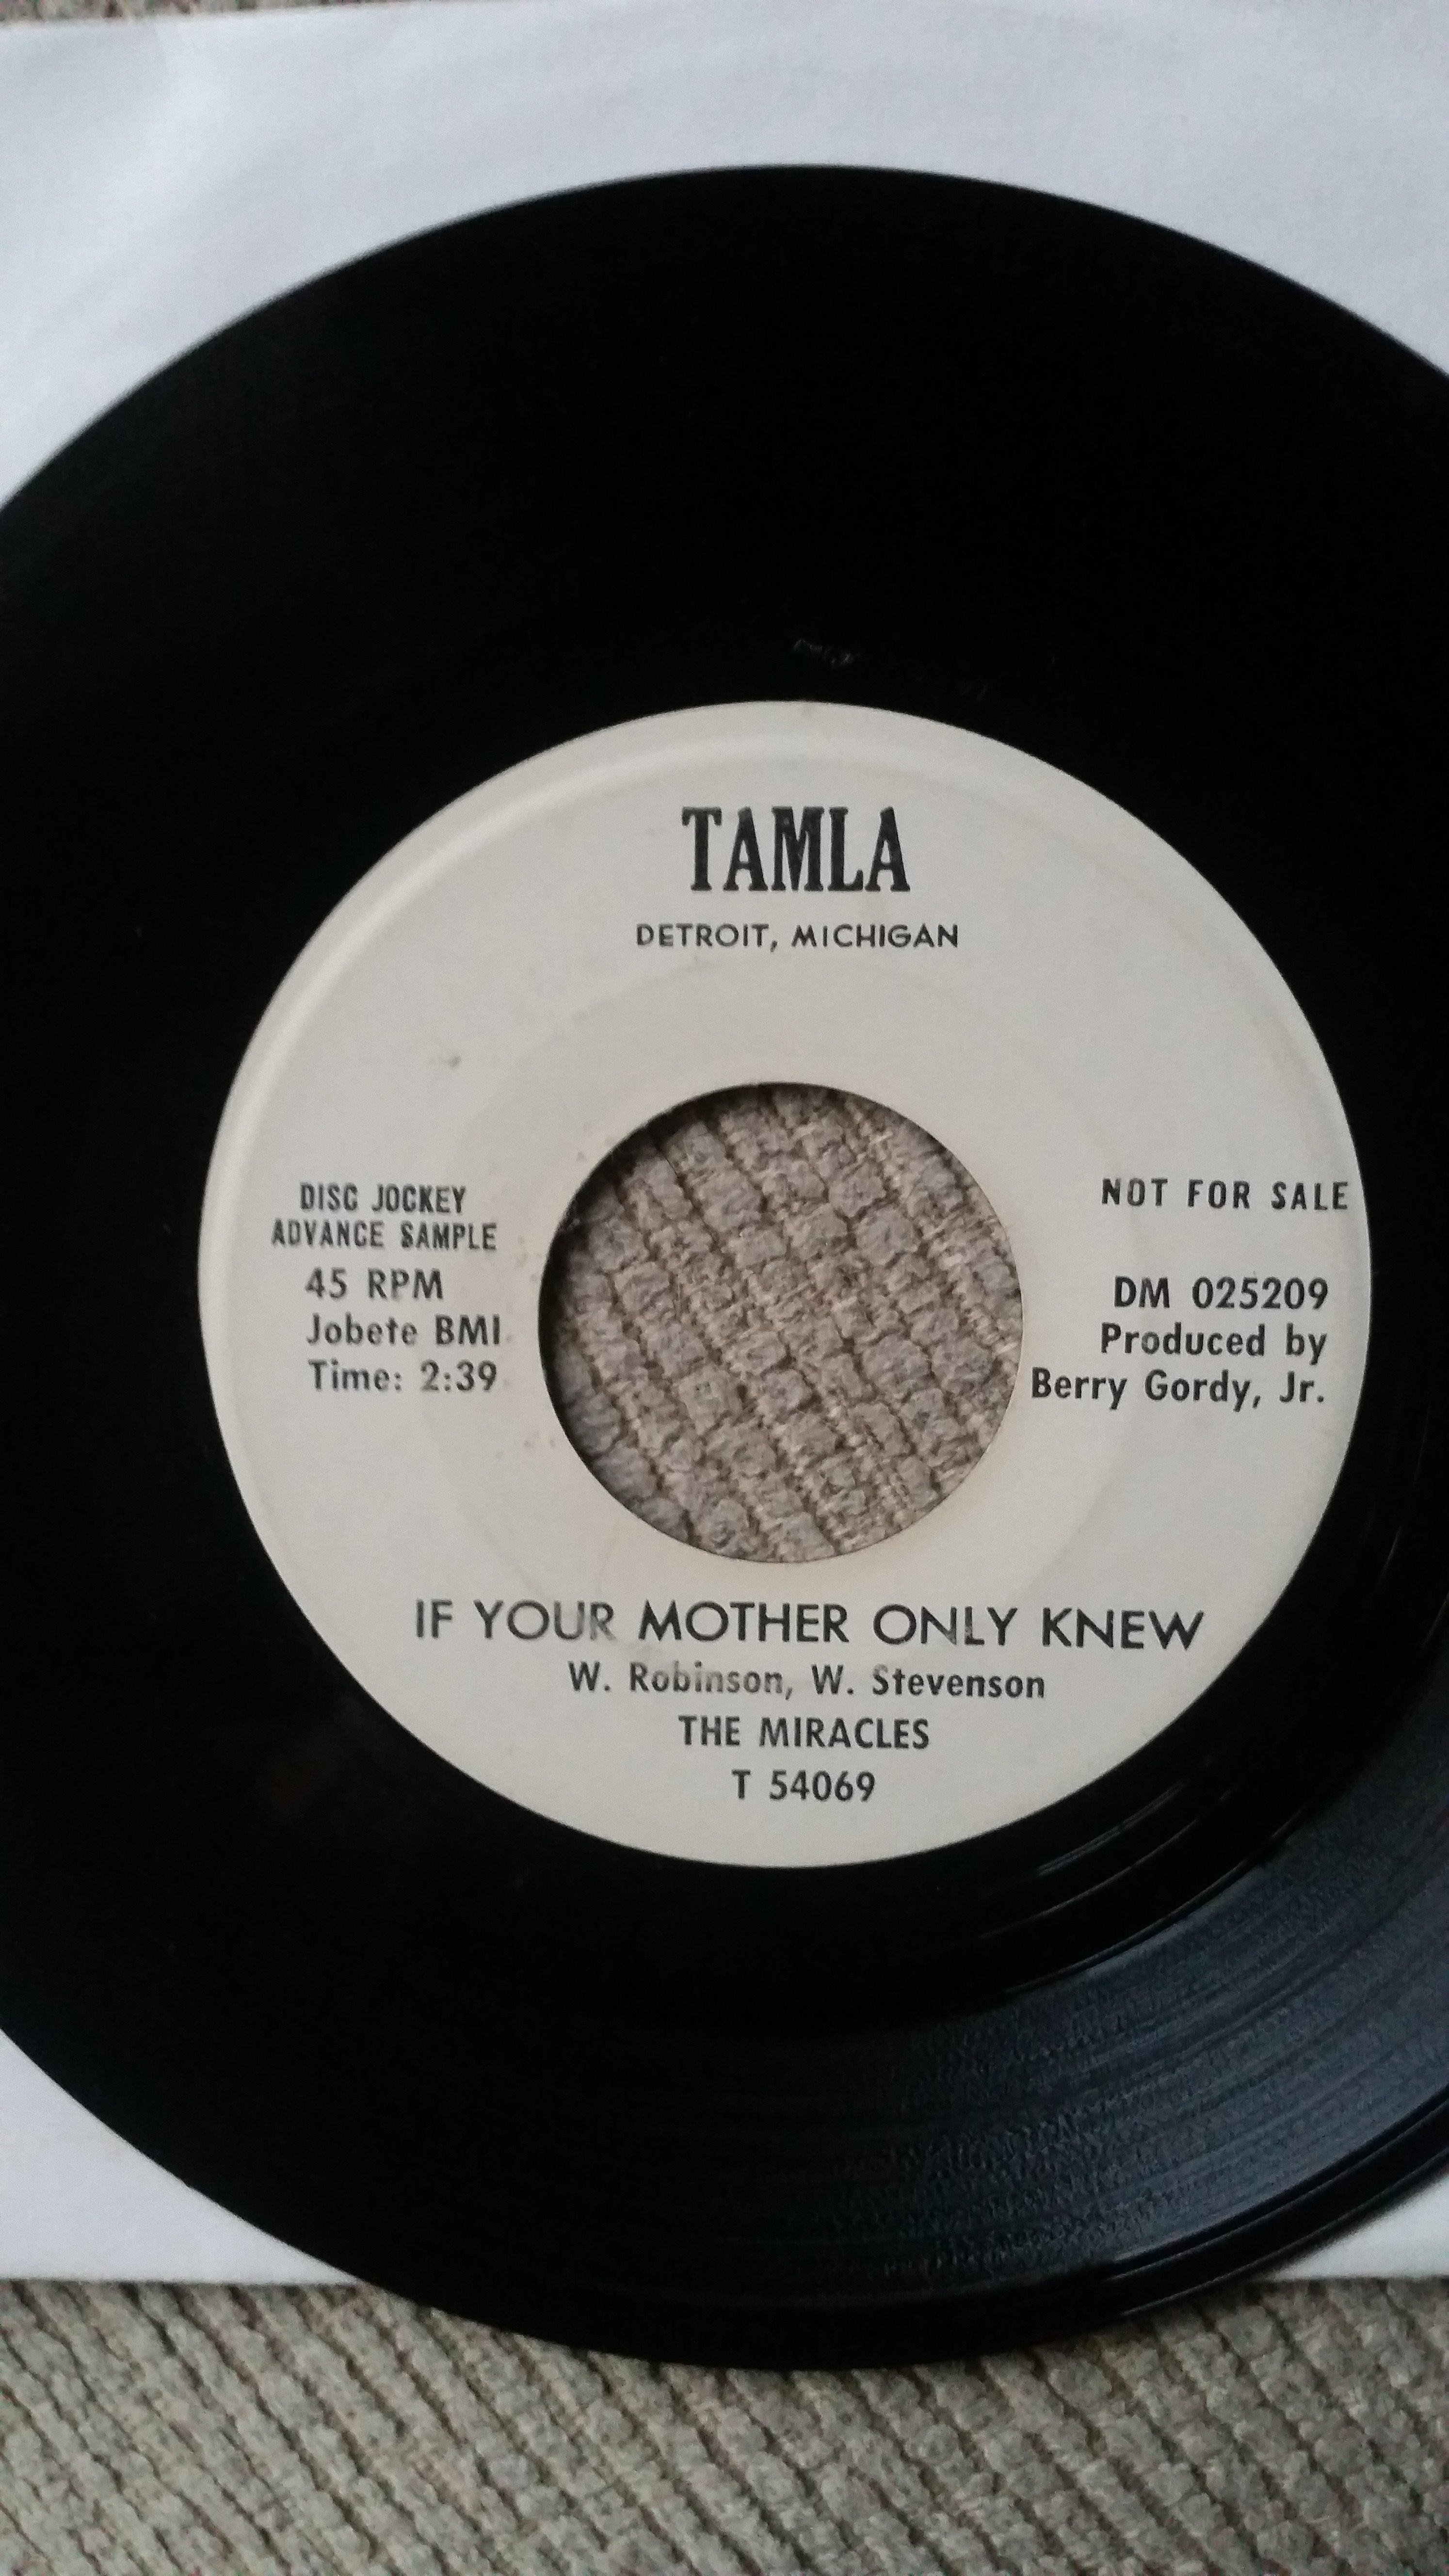 TAMLA
DETROIT, MICHIGAN
DISC JOCKEY
ADVANCE SAMPLE
45 RPM
Jobete BMI
Time: 2:39
NOT FOR SALE
DM 025209
Produced by
Berry Gordy, Jr.
IF YOUR MOTHER ONLY KNEW
W. Robinson, W. Stevenson
THE MIRACLES
T 54069